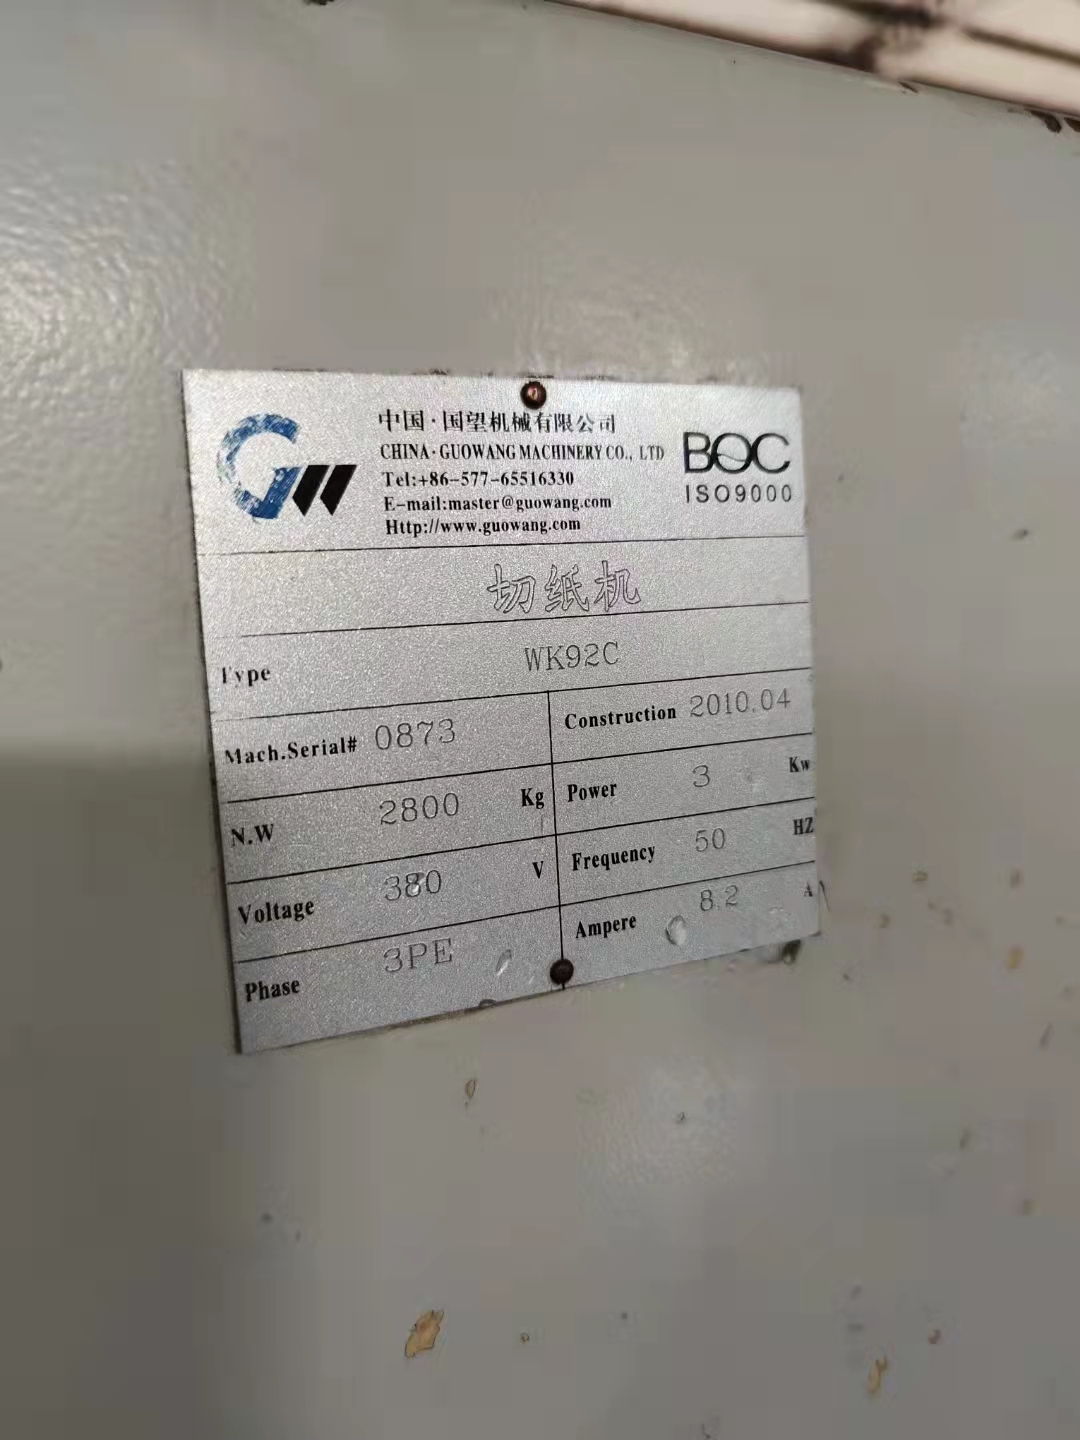 中国·国望机械有限公司
CHINA·GUOWANG MACHINERY CO., LTD
Tel:+86-577-65516330
E-mail:master@guowang.com
Http://www.guowang.com
GW
BQC
ISO9000
切纸机
Type WK92C
Mach.Serial# 0873 Construction 2010.04
N.W 2800 Kg Power 3 Kw
Voltage 380 V Frequency 50 HZ
Phase 3PE Ampere 8.2 A